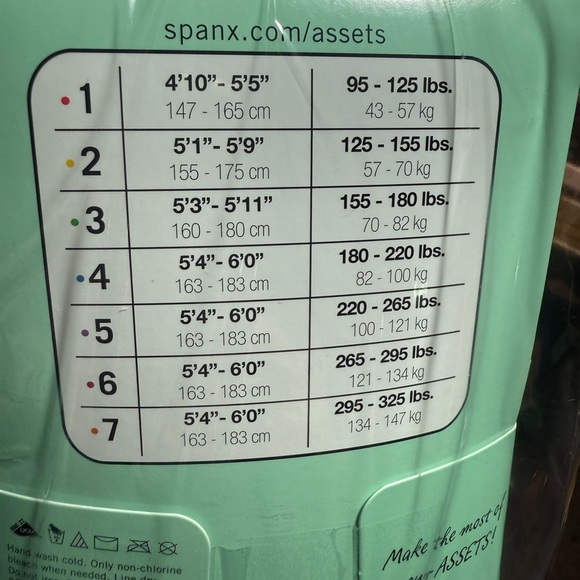 spanx.com/assets
1 4'10"- 5'5" 95 - 125 lbs.
147 - 165 cm 43 - 57 kg
2 5'1"- 5'9" 125 - 155 lbs.
155 - 175 cm 57 - 70 kg
3 5'3"- 5'11" 155 - 180 lbs.
160 - 180 cm 70 - 82 kg
4 5'4"- 6'0" 180 - 220 lbs.
163 - 183 cm 82 - 100 kg
5 5'4"- 6'0" 220 - 265 lbs.
163 - 183 cm 100 - 121 kg
6 5'4"- 6'0" 265 - 295 lbs.
163 - 183 cm 121 - 134 kg
7 5'4"- 6'0" 295 - 325 lbs.
163 - 183 cm 134 - 147 kg
Make the most of
ASSETS!
Hand wash cold. Only non-chlorine
bleach when needed. Line
Do not